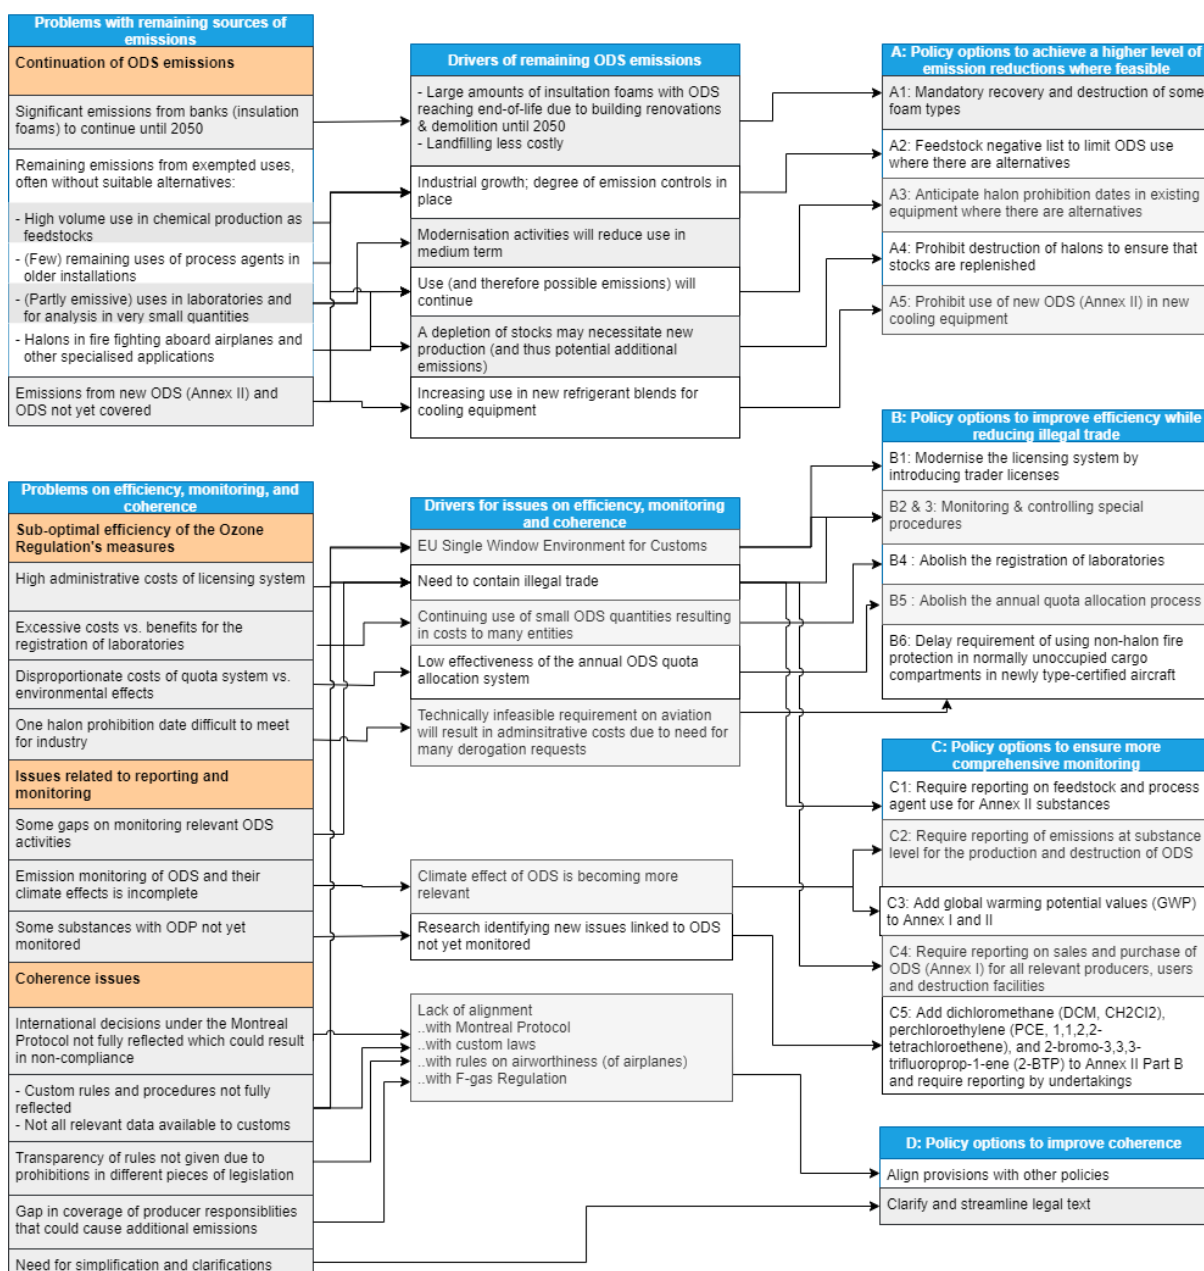 Problems with remaining sources of
emissions
Continuation of ODS emissions
Significant emissions from banks (insulation
foams) to continue until 2050
Remaining emissions from exempted uses,
often without suitable alternatives:
- High volume use in chemical production as
feedstocks
- (Few) remaining uses of process agents in
older installations
- (Partly emissive) uses in laboratories and
for analysis in very small quantities
- Halons in fire fighting aboard airplanes and
other specialised applications
Emissions from new ODS (Annex II) and
ODS not yet covered
Drivers of remaining ODS emissions
- Large amounts of insultation foams with ODS
reaching end-of-life due to building renovations
& demolition until 2050
- Landfilling less costly
Industrial growth; degree of emission controls in
place
Modernisation activities will reduce use in
medium term
Use (and therefore possible emissions) will
continue
A depletion of stocks may necessitate new
production (and thus potential additional
emissions)
Increasing use in new refrigerant blends for
cooling equipment
A: Policy options to achieve a higher level of
emission reductions where feasible
A1: Mandatory recovery and destruction of some
foam types
A2: Feedstock negative list to limit ODS use
where there are alternatives
A3: Anticipate halon prohibition dates in existing
equipment where there are alternatives
A4: Prohibit destruction of halons to ensure that
stocks are replenished
A5: Prohibit use of new ODS (Annex II) in new
cooling equipment
B: Policy options to improve efficiency while
reducing illegal trade
B1: Modernise the licensing system by
introducing trader licenses
B2 & 3: Monitoring & controlling special
procedures
B4 : Abolish the registration of laboratories
B5 : Abolish the annual quota allocation process
B6: Delay requirement of using non-halon fire
protection in normally unoccupied cargo
compartments in newly type-certified aircraft
Problems on efficiency, monitoring, and
coherence
Sub-optimal efficiency of the Ozone
Regulation's measures
High administrative costs of licensing system
Excessive costs vs. benefits for the
registration of laboratories
Disproportionate costs of quota system vs.
environmental effects
One halon prohibition date difficult to meet
for industry
Issues related to reporting and
monitoring
Some gaps on monitoring relevant ODS
activities
Emission monitoring of ODS and their
climate effects is incomplete
Some substances with ODP not yet
monitored
Coherence issues
International decisions under the Montreal
Protocol not fully reflected which could result
in non-compliance
- Custom rules and procedures not fully
reflected
- Not all relevant data available to customs
Transparency of rules not given due to
prohibitions in different pieces of legislation
Gap in coverage of producer responsiblities
that could cause additional emissions
Need for simplification and clarifications
Drivers for issues on efficiency, monitoring
and coherence
EU Single Window Environment for Customs
Need to contain illegal trade
Continuing use of small ODS quantities resulting
in costs to many entities
Low effectiveness of the annual ODS quota
allocation system
Technically infeasible requirement on aviation
will result in adminsitrative costs due to need for
many derogation requests
Climate effect of ODS is becoming more
relevant
Research identifying new issues linked to ODS
not yet monitored
Lack of alignment
..with Montreal Protocol
..with custom laws
..with rules on airworthiness (of airplanes)
..with F-gas Regulation
C: Policy options to ensure more
comprehensive monitoring
C1: Require reporting on feedstock and process
agent use for Annex II substances
C2: Require reporting of emissions at substance
level for the production and destruction of ODS
C3: Add global warming potential values (GWP)
to Annex I and II
C4: Require reporting on sales and purchase of
ODS (Annex I) for all relevant producers, users
and destruction facilities
C5: Add dichloromethane (DCM, CH2Cl2),
perchloroethylene (PCE, 1,1,2,2-
tetrachloroethene), and 2-bromo-3,3,3-
trifluoroprop-1-ene (2-BTP) to Annex II Part B
and require reporting by undertakings
D: Policy options to improve coherence
Align provisions with other policies
Clarify and streamline legal text